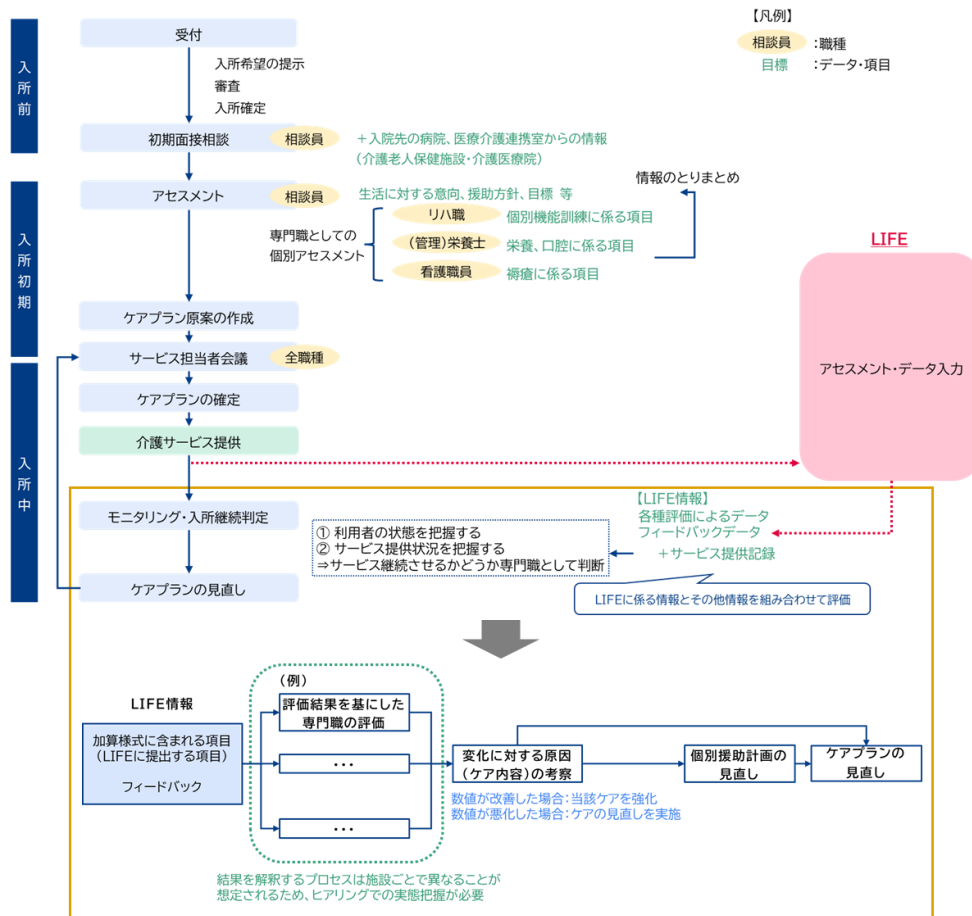 【凡例】
相談員 :職種
目標 :データ・項目
入所前
受付
入所希望の提示
審査
入所確定
初期面接相談
相談員
+入院先の病院、医療介護連携室からの情報
(介護老人保健施設・介護医療院)
入所初期
アセスメント
相談員
生活に対する意向、援助方針、目標 等
情報のとりまとめ
専門職としての
個別アセスメント
リハ職
個別機能訓練に係る項目
(管理)栄養士
栄養、口腔に係る項目
看護職員
褥瘡に係る項目
ケアプラン原案の作成
サービス担当者会議
全職種
入所中
ケアプランの確定
介護サービス提供
LIFE
アセスメント・データ入力
モニタリング・入所継続判定
ケアプランの見直し
① 利用者の状態を把握する
② サービス提供状況を把握する
⇒サービス継続させるかどうか専門職として判断
【LIFE情報】
各種評価によるデータ
フィードバックデータ
+サービス提供記録
LIFEに係る情報とその他情報を組み合わせて評価
LIFE情報
加算様式に含まれる項目
(LIFEに提出する項目)
フィードバック
(例)
評価結果を基にした
専門職の評価
...
...
変化に対する原因
(ケア内容)の考察
個別援助計画の
見直し
ケアプランの
見直し
数値が改善した場合:当該ケアを強化
数値が悪化した場合:ケアの見直しを実施
結果を解釈するプロセスは施設ごとで異なることが
想定されるため、ヒアリングでの実態把握が必要